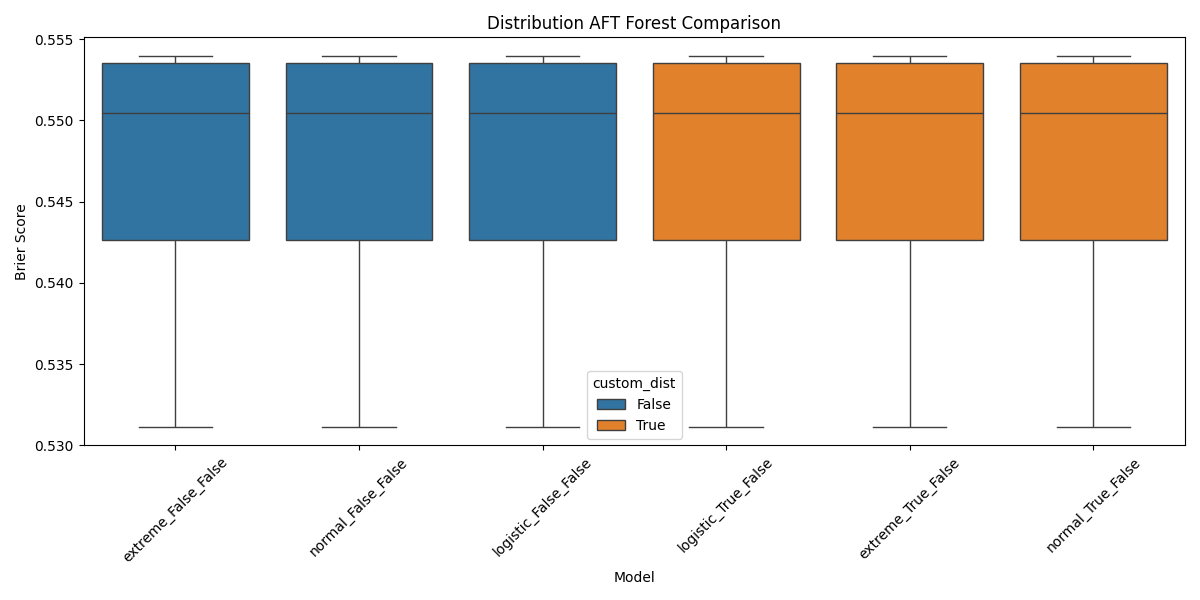 Distribution AFT Forest Comparison
Brier Score
0.555
0.550
0.545
0.540
0.535
0.530
custom_dist
False
True
extreme_False_False
normal_False_False
logistic_False_False
logistic_True_False
extreme_True_False
normal_True_False
Model